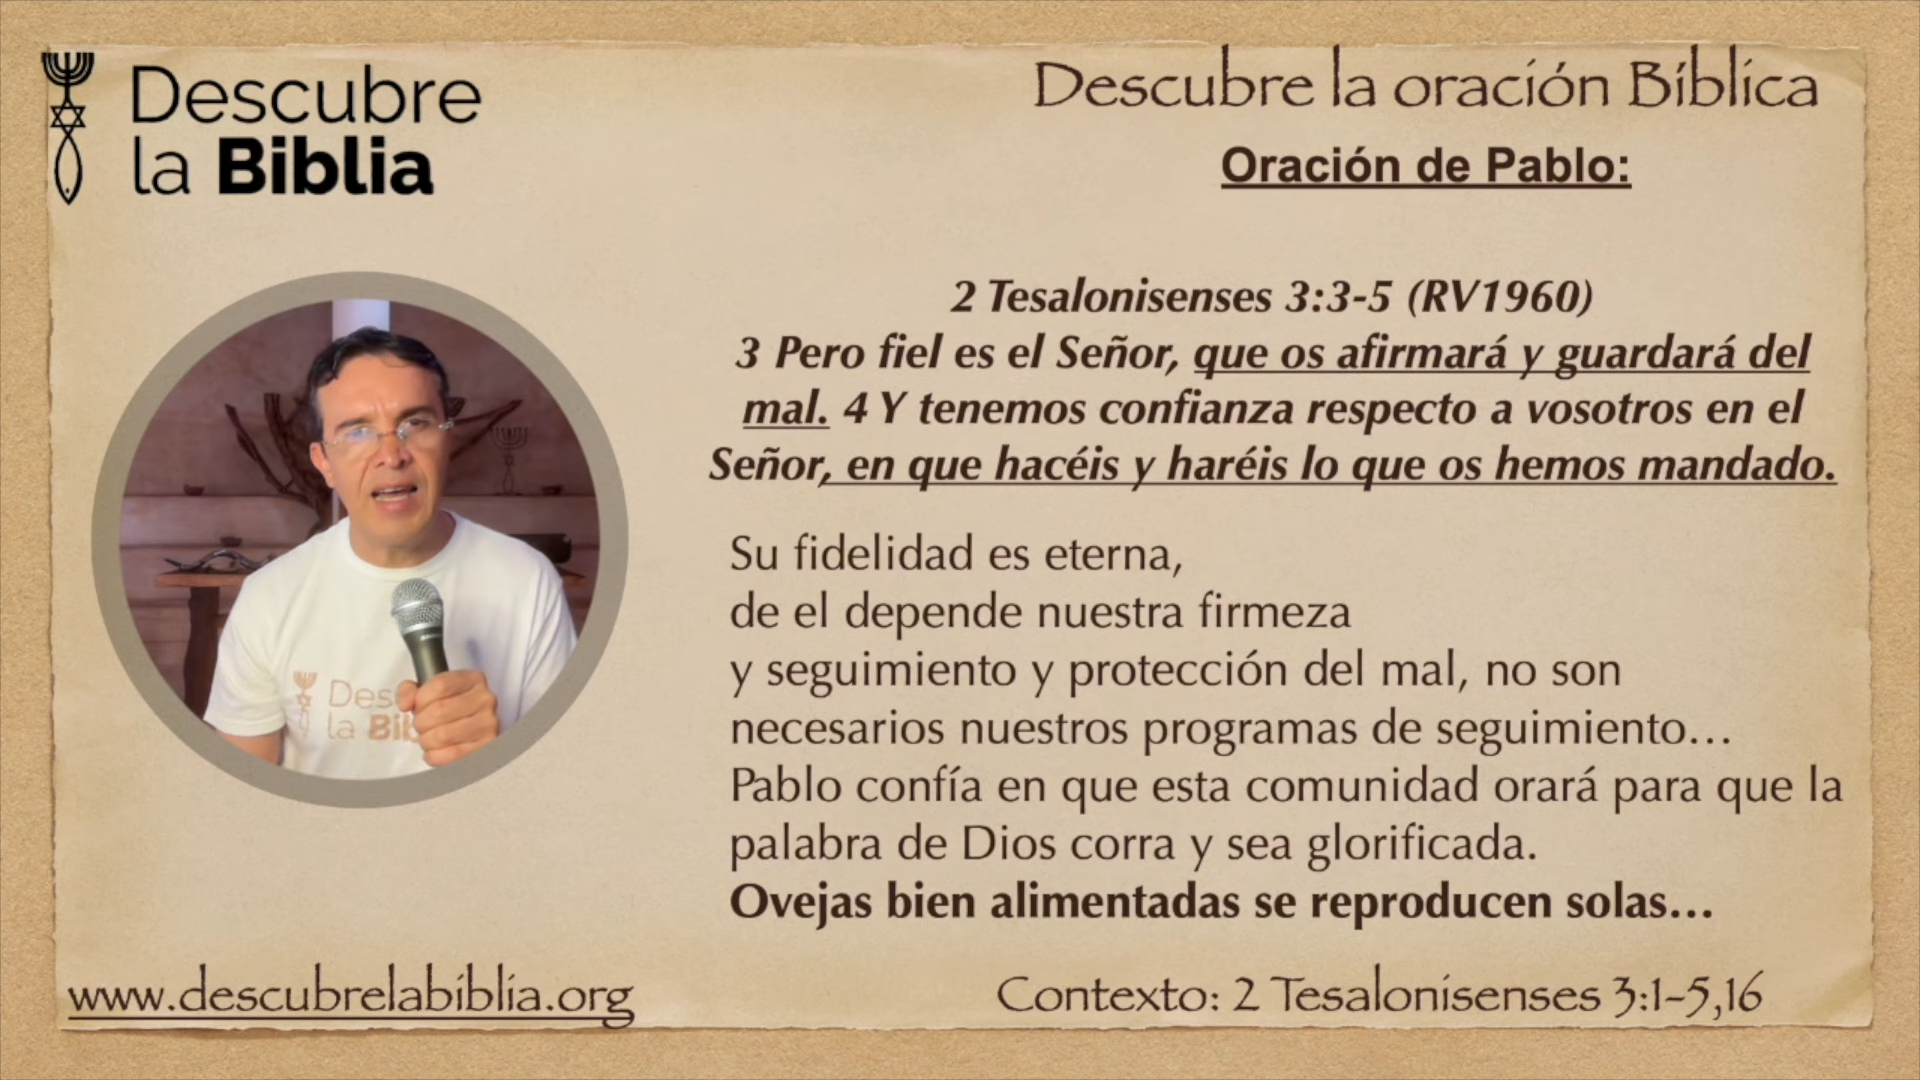 Descubre
la Biblia
Descubre la oración Bíblica
Oración de Pablo:
2 Tesalonisenses 3:3-5 (RV1960)
3 Pero fiel es el Señor, que os afirmará y guardará del
mal. 4 Y tenemos confianza respecto a vosotros en el
Señor, en que hacéis y haréis lo que os hemos mandado.
Su fidelidad es eterna,
de el depende nuestra firmeza
y seguimiento y protección del mal, no son
necesarios nuestros programas de seguimiento...
Pablo confía en que esta comunidad orará para que la
palabra de Dios corra y sea glorificada.
Ovejas bien alimentadas se reproducen solas...
Des
la Bib
www.descubrelabiblia.org
Contexto: 2 Tesalonisenses 3:1-5,16